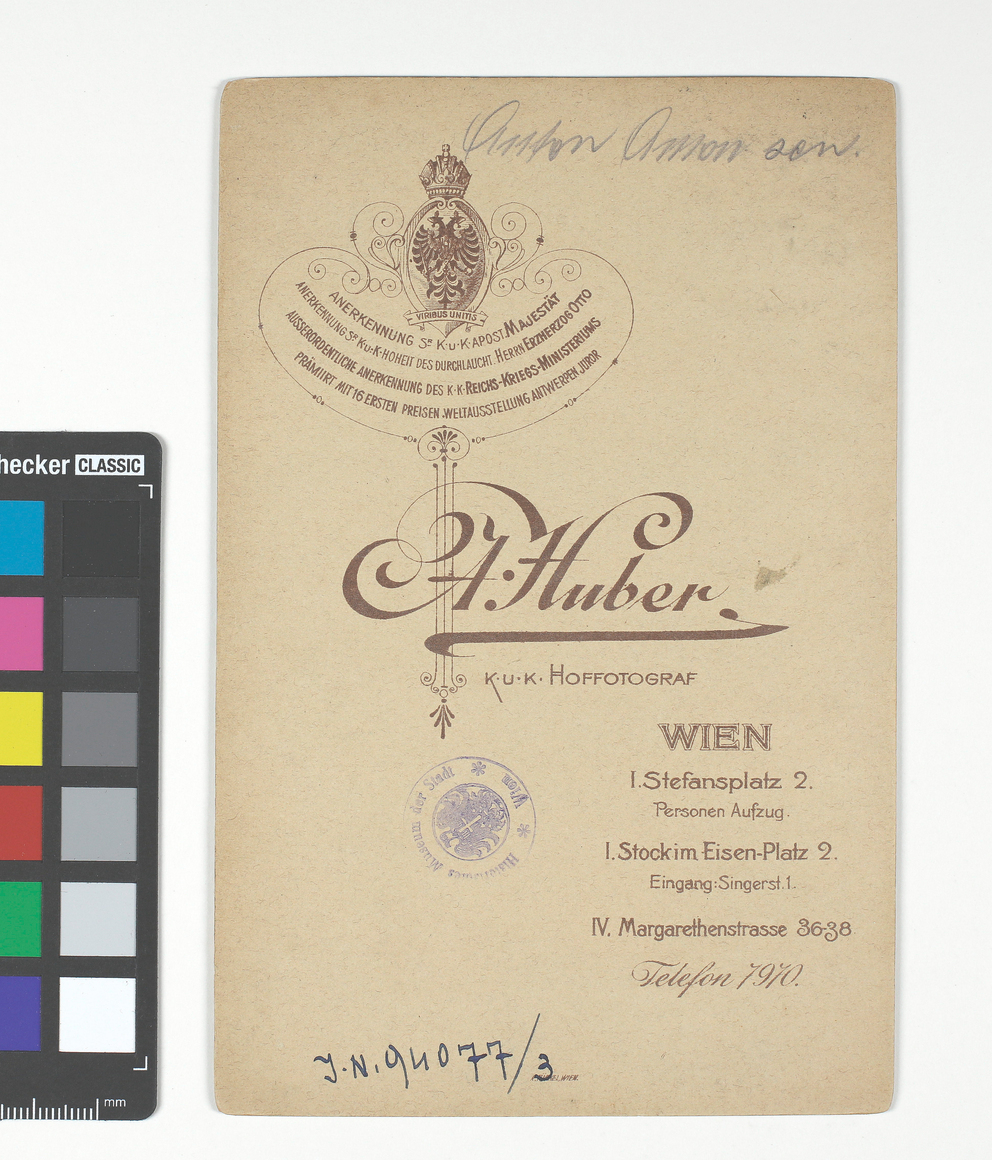 Anton Amon sen.
VIRIBUS UNITIS
ANERKENNUNG Sr K·u·K·APOST. MAJESTÄT
ANERKENNUNG Sr K·u·K·HOHEIT DES DURCHLAUCHT. HERRN ERZHERZOG OTTO
AUSSERORDENTLICHE ANERKENNUNG DES K·K·REICHS-KRIEGS-MINISTERIUMS
PRÄMIIRT MIT 16 ERSTEN PREISEN. WELTAUSSTELLUNG ANTWERPEN JUROR
hecker CLASSIC
A. Huber.
K·u·K· HOFFOTOGRAF
WIEN
I. Stefansplatz 2.
Personen Aufzug.
I. Stock im Eisen-Platz 2.
Eingang: Singerst. 1.
IV. Margarethenstrasse 36-38
Telefon 7970.
Historisches Museum der Stadt Wien
J.N. 94077/3
mm